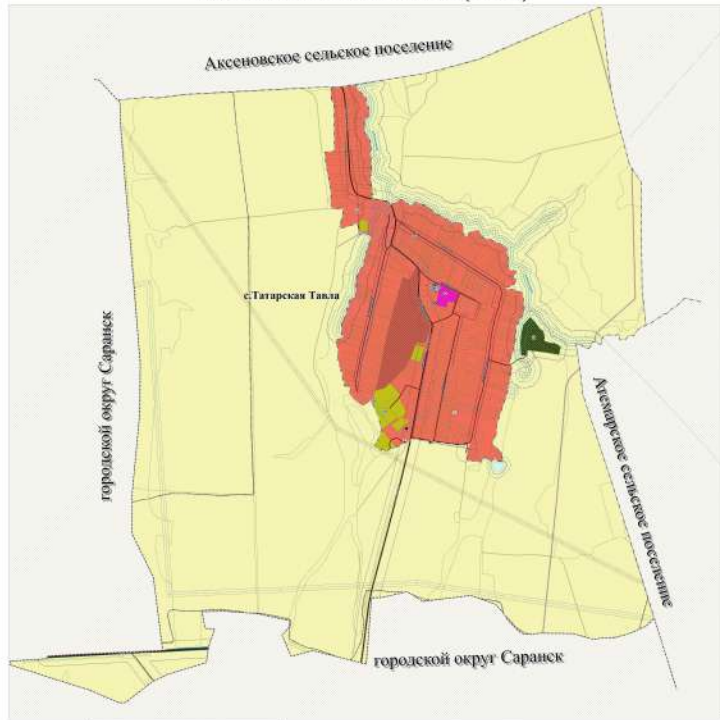 Аксеновское сельское поселение
с.Татарская Тавла
городской округ Саранск
Атемарское сельское поселение
городской округ Саранск